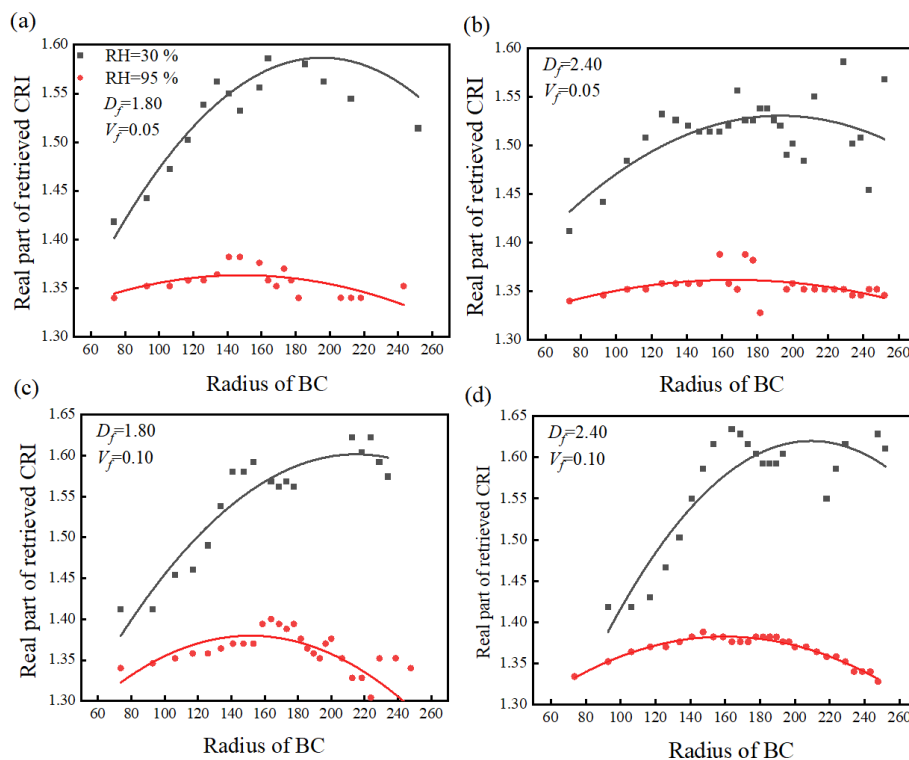 (a)
RH=30 %
RH=95 %
Df=1.80
Vf=0.05
1.60
1.55
1.50
1.45
1.40
1.35
1.30
Real part of retrieved CRI
60 80 100 120 140 160 180 200 220 240 260
Radius of BC
(b)
Df=2.40
Vf=0.05
1.60
1.55
1.50
1.45
1.40
1.35
1.30
Real part of retrieved CRI
60 80 100 120 140 160 180 200 220 240 260
Radius of BC
(c)
Df=1.80
Vf=0.10
1.65
1.60
1.55
1.50
1.45
1.40
1.35
1.30
Real part of retrieved CRI
60 80 100 120 140 160 180 200 220 240 260
Radius of BC
(d)
Df=2.40
Vf=0.10
1.65
1.60
1.55
1.50
1.45
1.40
1.35
1.30
Real part of retrieved CRI
60 80 100 120 140 160 180 200 220 240 260
Radius of BC